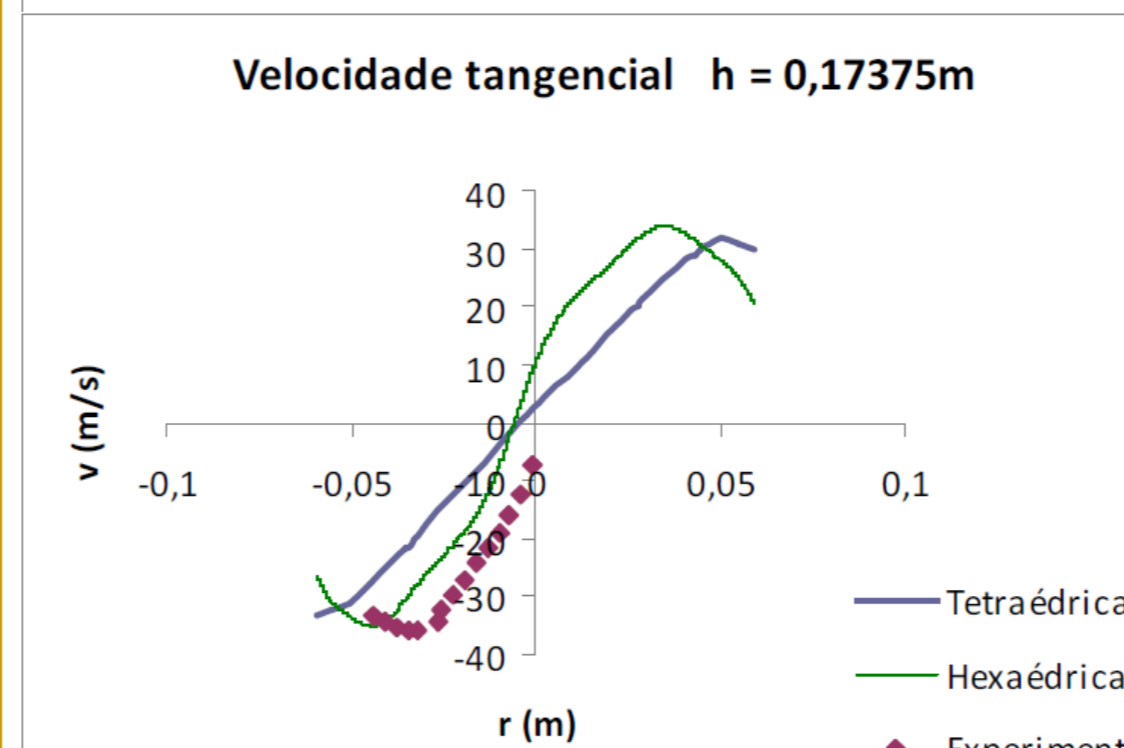 Velocidade tangencial h = 0,17375m
40
30
20
10
0
-0,1 -0,05 -10 0 0,05 0,1
-20
-30
-40
v (m/s)
r (m)
Tetraédrica
Hexaédrica
Experiment